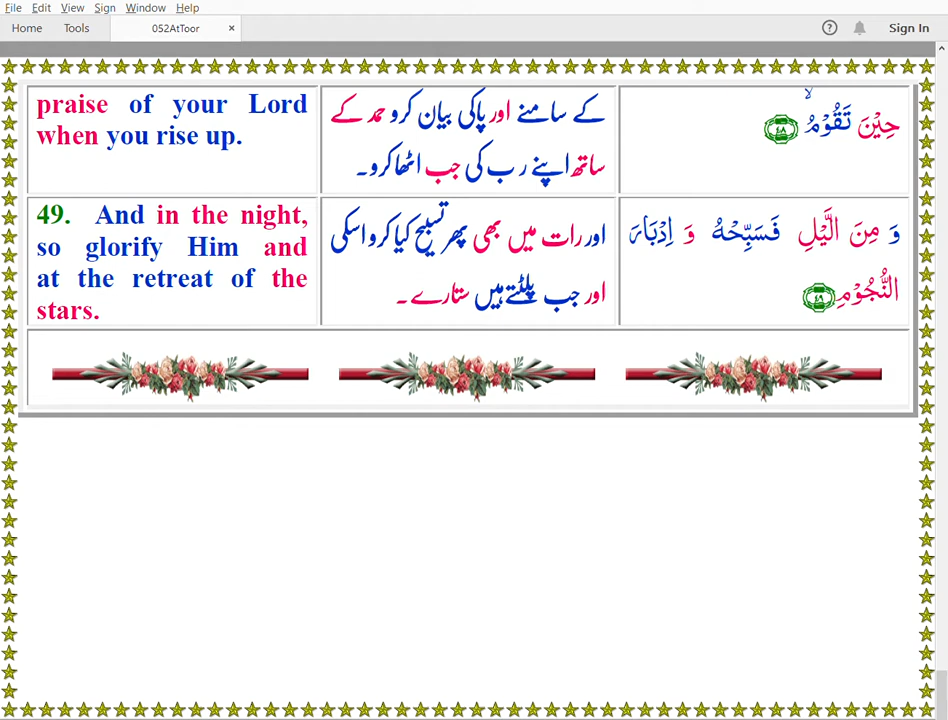 File Edit View Sign Window Help
Home Tools 052AtToor × ? Sign In
praise of your Lord
when you rise up.
کے سامنے اور پاکی بیان کرو حمد کے
ساتھ اپنے رب کی جب اٹھا کرو۔
حِيْنَ تَقُوْمُ ۙ ﴿۴۸﴾
49. And in the night,
so glorify Him and
at the retreat of the
stars.
اور رات میں بھی پھر تسبیح کیا کرو اسکی
اور جب پلٹتے ہیں ستارے۔
وَ مِنَ الَّيْلِ فَسَبِّحْهُ وَ اِدْبَارَ
النُّجُوْمِ ﴿۴۹﴾